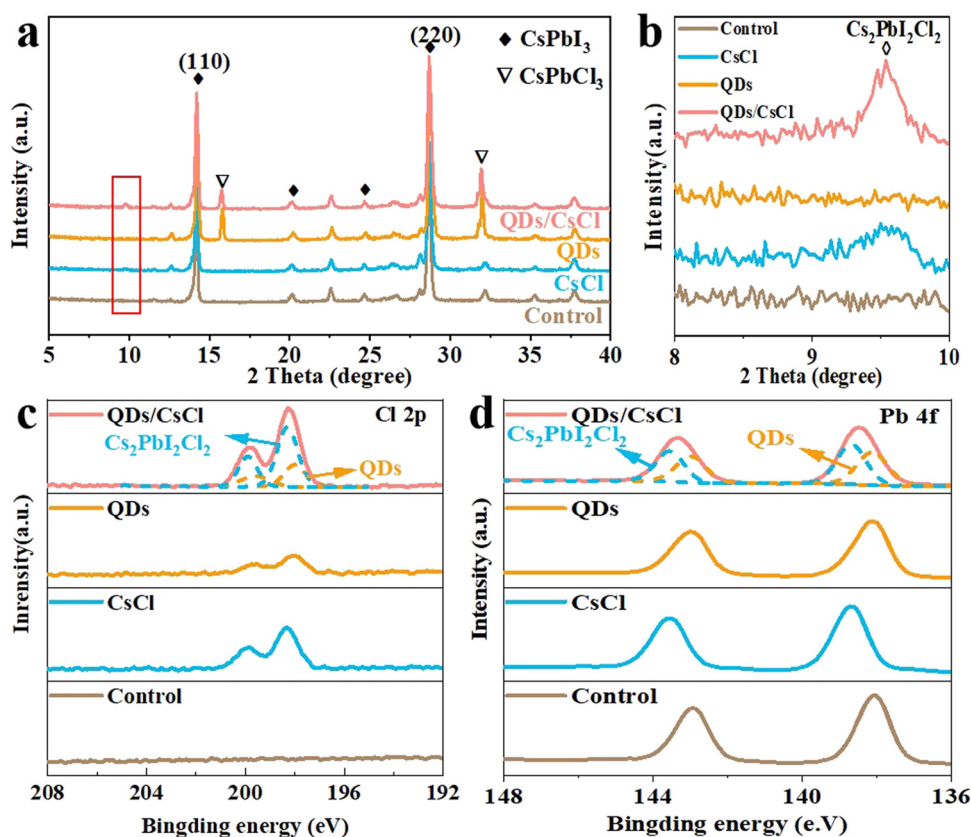 a
(110)
(220)
◆ CsPbI₃
▽ CsPbCl₃
QDs/CsCl
QDs
CsCl
Control
Intensity (a.u.)
5 10 15 20 25 30 35 40
2 Theta (degree)
b
Control
CsCl
QDs
QDs/CsCl
Cs₂PbI₂Cl₂
Intensity(a.u.)
8 9 10
2 Theta (degree)
c
QDs/CsCl
Cl 2p
Cs₂PbI₂Cl₂
QDs
QDs
CsCl
Control
Inrensity(a.u.)
208 204 200 196 192
Bingding energy (eV)
d
QDs/CsCl
Pb 4f
Cs₂PbI₂Cl₂
QDs
QDs
CsCl
Control
Intensity (a.u.)
148 144 140 136
Bingding energy (e.V)